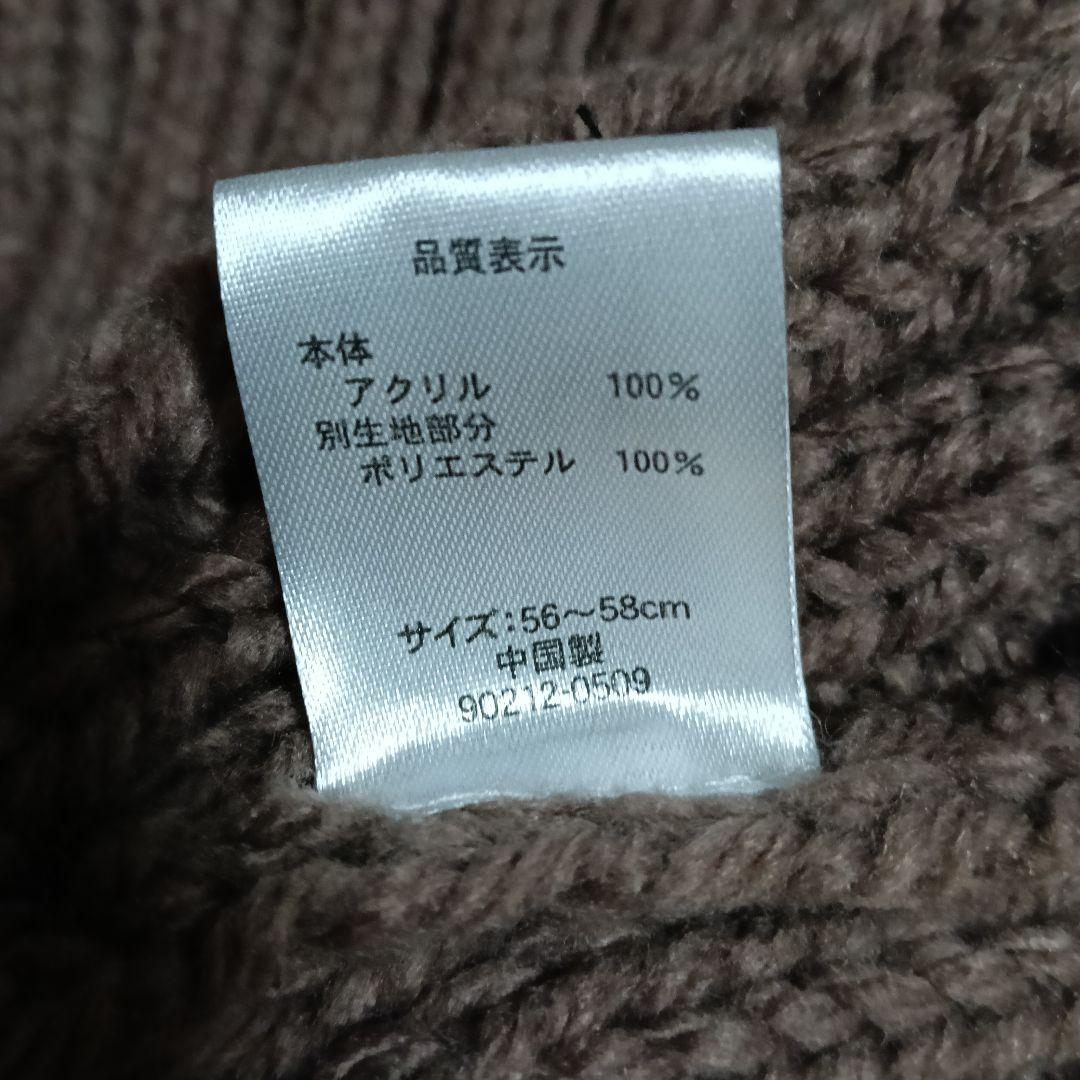 品質表示
本体
アクリル 100%
別生地部分
ポリエステル 100%
サイズ:56〜58cm
中国製
90212-0509